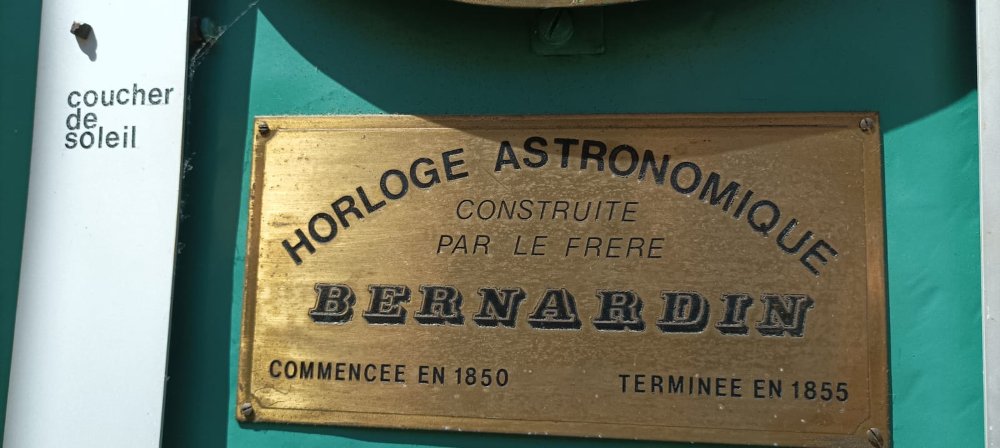 coucher
de
soleil
HORLOGE ASTRONOMIQUE
CONSTRUITE
PAR LE FRERE
BERNARDIN
COMMENCEE EN 1850
TERMINEE EN 1855